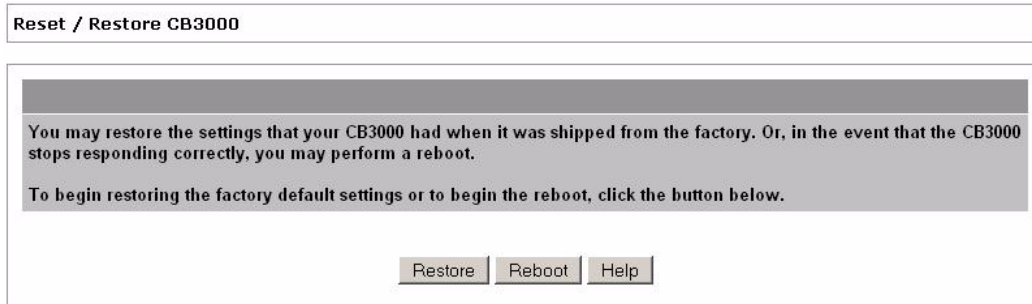 Reset / Restore CB3000
You may restore the settings that your CB3000 had when it was shipped from the factory. Or, in the event that the CB3000
stops responding correctly, you may perform a reboot.
To begin restoring the factory default settings or to begin the reboot, click the button below.
Restore Reboot Help